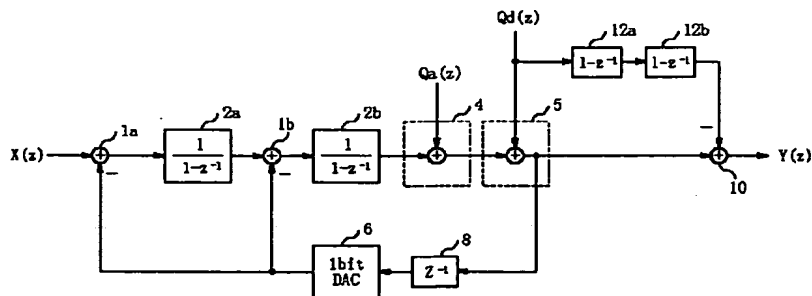 Qd(z)
12a
12b
1-z⁻¹
1-z⁻¹
Qa(z)
2a
1b
2b
4
5
1a
X(z)
1
1-z⁻¹
1
1-z⁻¹
Y(z)
10
6
8
1bit
DAC
Z⁻¹